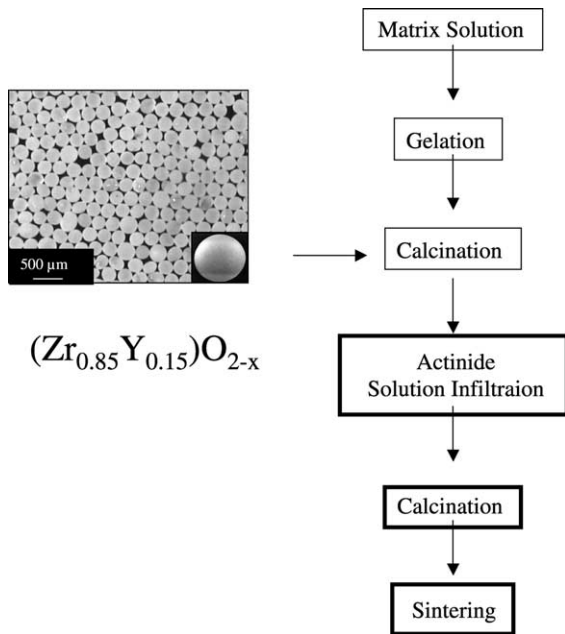 Matrix Solution
Gelation
500 µm
Calcination
(Zr₀.₈₅Y₀.₁₅)O₂₋ₓ
Actinide
Solution Infiltraion
Calcination
Sintering